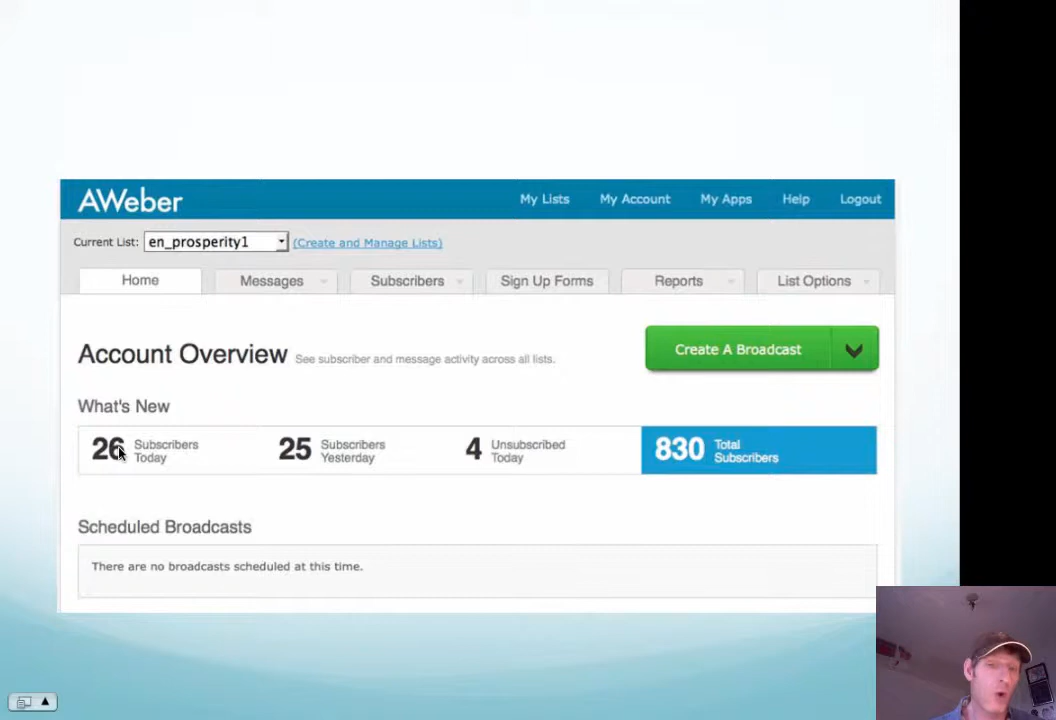 AWeber
My Lists My Account My Apps Help Logout
Current List: en_prosperity1 (Create and Manage Lists)
Home Messages Subscribers Sign Up Forms Reports List Options
Account Overview See subscriber and message activity across all lists.
Create A Broadcast
What's New
26 Subscribers Today
25 Subscribers Yesterday
4 Unsubscribed Today
830 Total Subscribers
Scheduled Broadcasts
There are no broadcasts scheduled at this time.